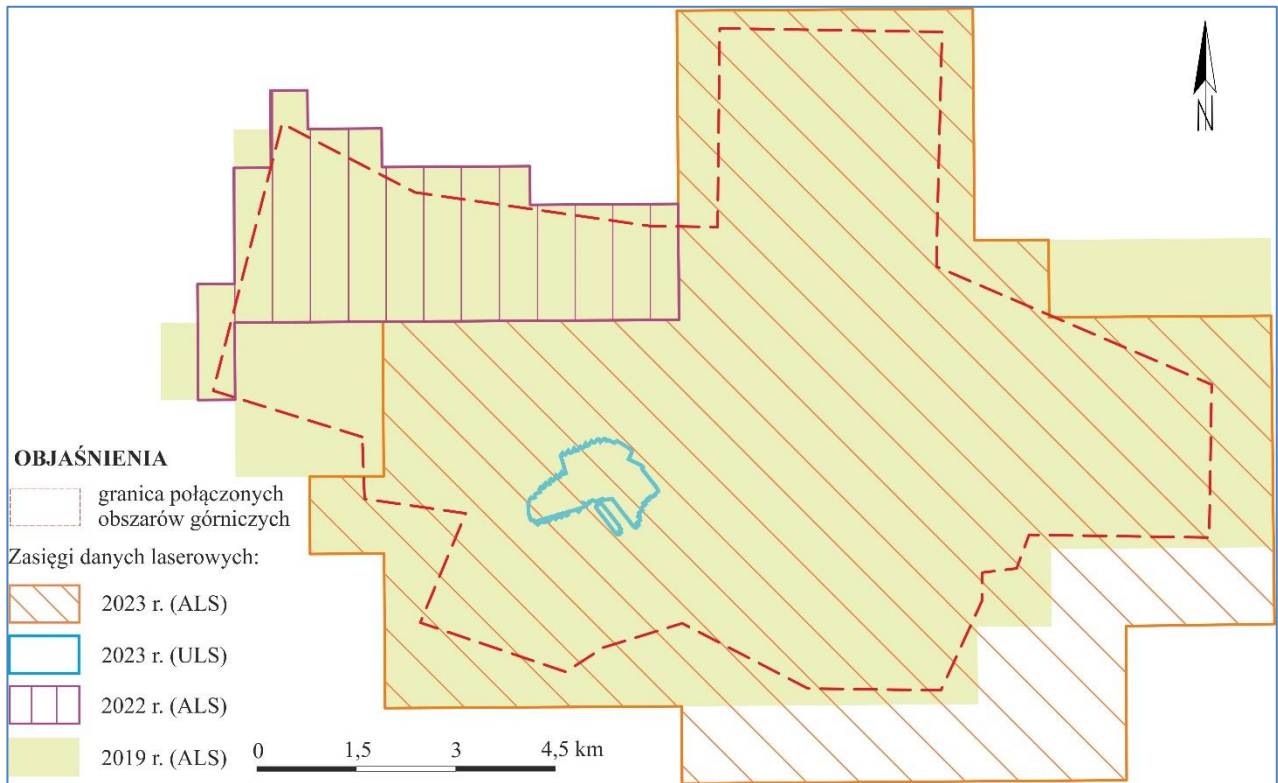 N
OBJAŚNIENIA
granica połączonych
obszarów górniczych
Zasięgi danych laserowych:
2023 r. (ALS)
2023 r. (ULS)
2022 r. (ALS)
2019 r. (ALS)
0 1,5 3 4,5 km